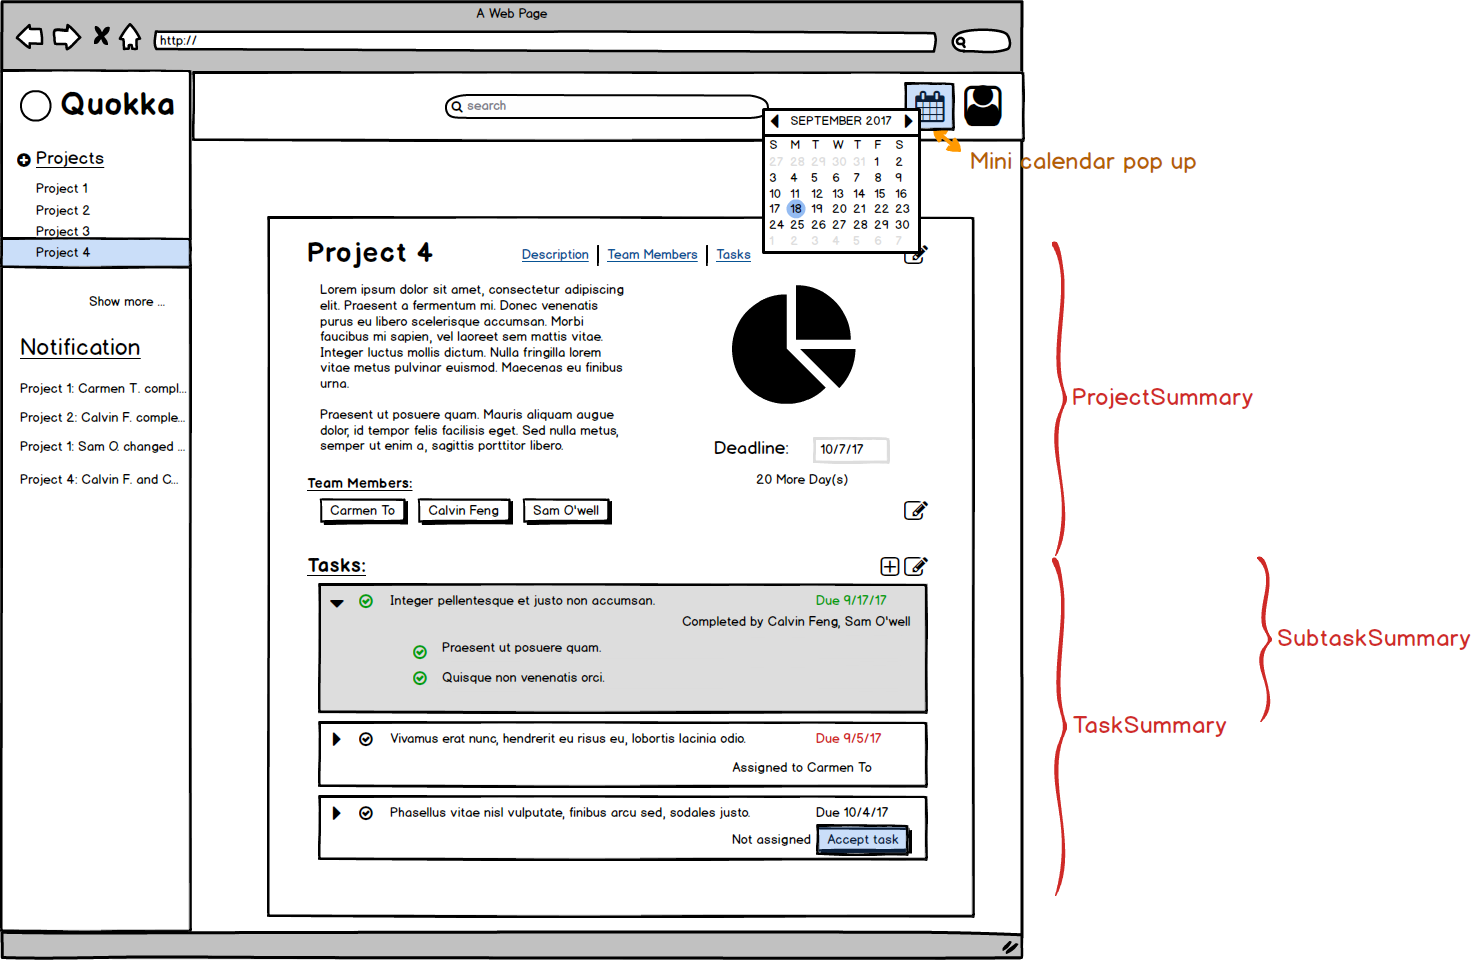 A Web Page
http://
Quokka
search
SEPTEMBER 2017
S M T W T F S
27 28 29 30 31 1 2
3 4 5 6 7 8 9
10 11 12 13 14 15 16
17 18 19 20 21 22 23
24 25 26 27 28 29 30
1 2 3 4 5 6 7
Mini calendar pop up
Projects
Project 1
Project 2
Project 3
Project 4
Show more ...
Notification
Project 1: Carmen T. compl...
Project 2: Calvin F. comple...
Project 1: Sam O. changed ...
Project 4: Calvin F. and C...
Project 4
Description Team Members Tasks
Lorem ipsum dolor sit amet, consectetur adipiscing
elit. Praesent a fermentum mi. Donec venenatis
purus eu libero scelerisque accumsan. Morbi
faucibus mi sapien, vel laoreet sem mattis vitae.
Integer luctus mollis dictum. Nulla fringilla lorem
vitae metus pulvinar euismod. Maecenas eu finibus
urna.
Praesent ut posuere quam. Mauris aliquam augue
dolor, id tempor felis facilisis eget. Sed nulla metus,
semper ut enim a, sagittis porttitor libero.
Deadline: 10/7/17
20 More Day(s)
Team Members:
Carmen To Calvin Feng Sam O'well
Tasks:
Integer pellentesque et justo non accumsan. Due 9/17/17
Completed by Calvin Feng, Sam O'well
Praesent ut posuere quam.
Quisque non venenatis orci.
Vivamus erat nunc, hendrerit eu risus eu, lobortis lacinia odio. Due 9/5/17
Assigned to Carmen To
Phasellus vitae nisl vulputate, finibus arcu sed, sodales justo. Due 10/4/17
Not assigned Accept task
ProjectSummary
SubtaskSummary
TaskSummary